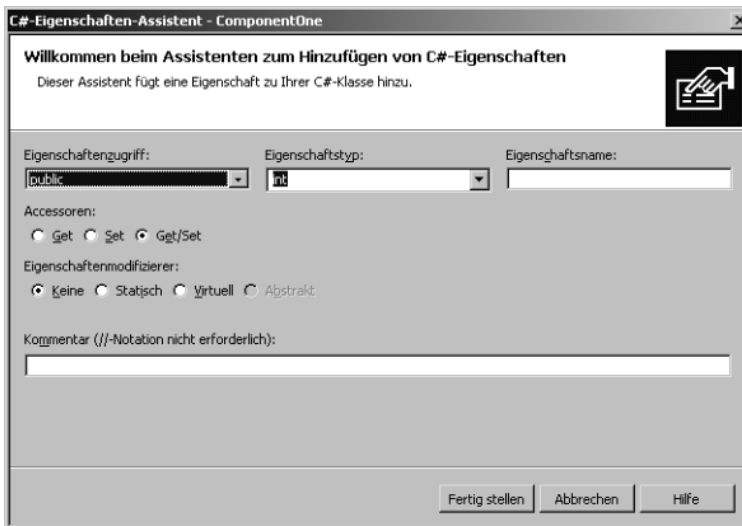 C#-Eigenschaften-Assistent - ComponentOne
Willkommen beim Assistenten zum Hinzufügen von C#-Eigenschaften
Dieser Assistent fügt eine Eigenschaft zu Ihrer C#-Klasse hinzu.
Eigenschaftenzugriff: Eigenschaftstyp: Eigenschaftsname:
public int
Accessoren:
Get Set Get/Set
Eigenschaftenmodifizierer:
Keine Statisch Virtuell Abstrakt
Kommentar (//-Notation nicht erforderlich):
Fertig stellen Abbrechen Hilfe